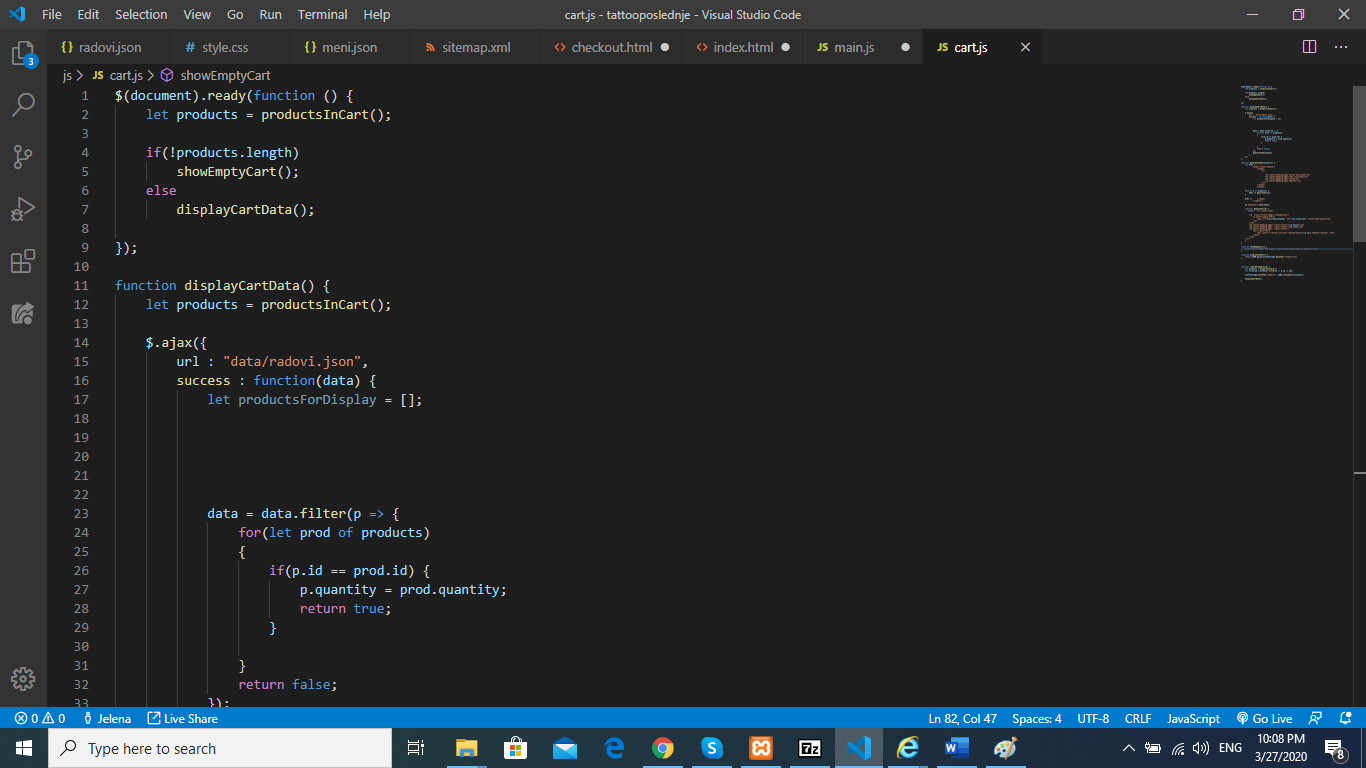 File Edit Selection View Go Run Terminal Help
cart.js - tattooposlednje - Visual Studio Code
{} radovi.json
# style.css
{} meni.json
sitemap.xml
<> checkout.html
<> index.html
JS main.js
JS cart.js
js > JS cart.js > showEmptyCart
3
1 $(document).ready(function () {
2 let products = productsInCart();
3
4 if(!products.length)
5 showEmptyCart();
6 else
7 displayCartData();
8
9 });
10
11 function displayCartData() {
12 let products = productsInCart();
13
14 $.ajax({
15 url : "data/radovi.json",
16 success : function(data) {
17 let productsForDisplay = [];
18
19
20
21
22
23 data = data.filter(p => {
24 for(let prod of products)
25 {
26 if(p.id == prod.id) {
27 p.quantity = prod.quantity;
28 return true;
29 }
30
31 }
32 return false;
33 });
0 0 Jelena Live Share
Ln 82, Col 47 Spaces: 4 UTF-8 CRLF JavaScript Go Live
Type here to search
7z
ENG
10:08 PM
3/27/2020
8